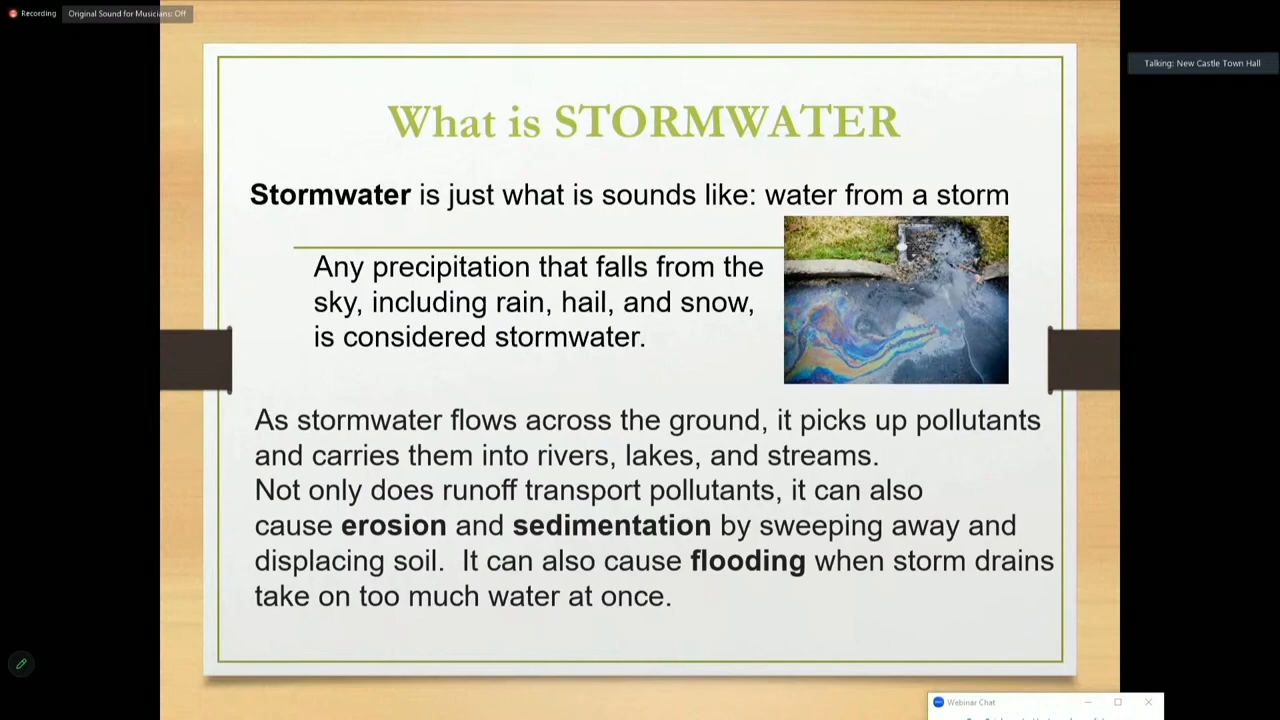 Recording
Original Sound for Musicians: Off
Talking: New Castle Town Hall
What is STORMWATER
Stormwater is just what is sounds like: water from a storm
Any precipitation that falls from the
sky, including rain, hail, and snow,
is considered stormwater.
As stormwater flows across the ground, it picks up pollutants
and carries them into rivers, lakes, and streams.
Not only does runoff transport pollutants, it can also
cause erosion and sedimentation by sweeping away and
displacing soil. It can also cause flooding when storm drains
take on too much water at once.
Webinar Chat